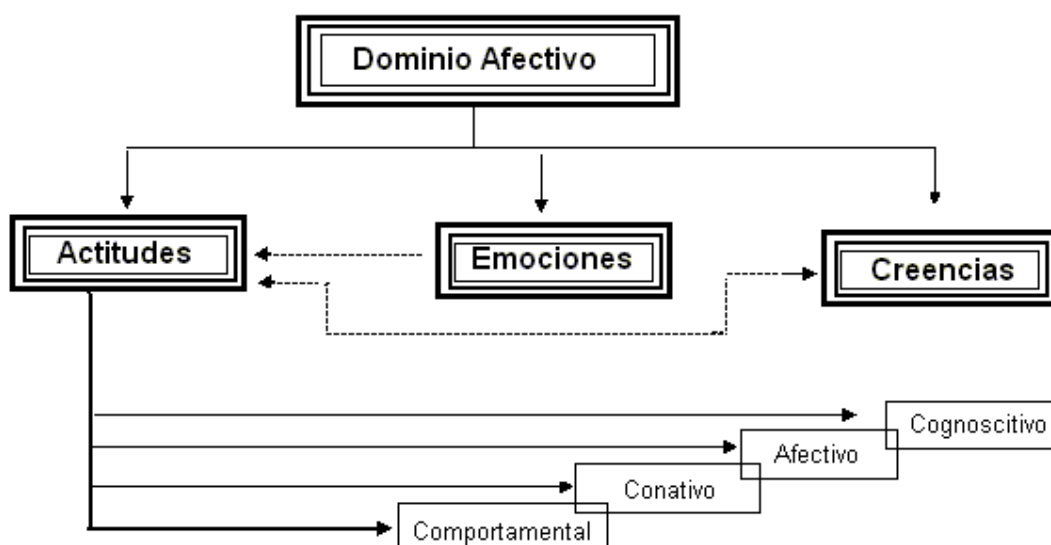 Dominio Afectivo
Actitudes
Emociones
Creencias
Cognoscitivo
Afectivo
Conativo
Comportamental